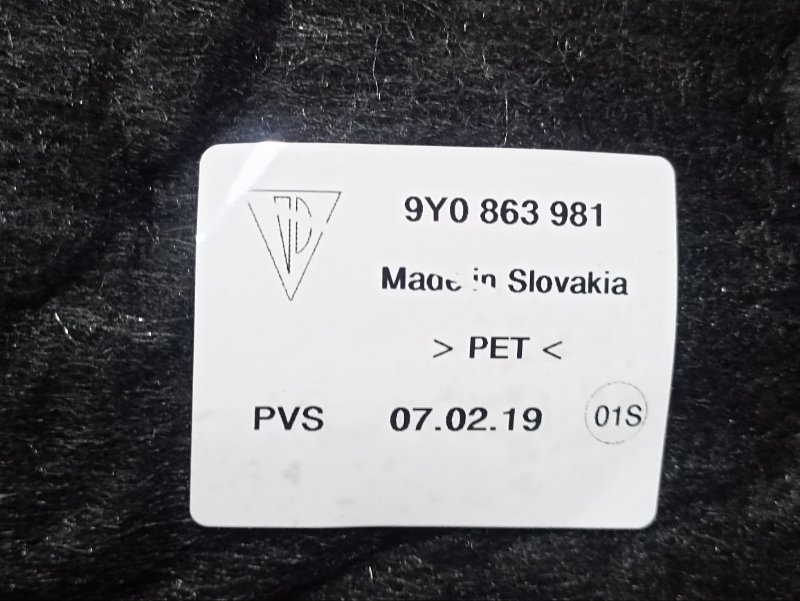 9Y0 863 981
Made in Slovakia
> PET <
PVS 07.02.19 01S